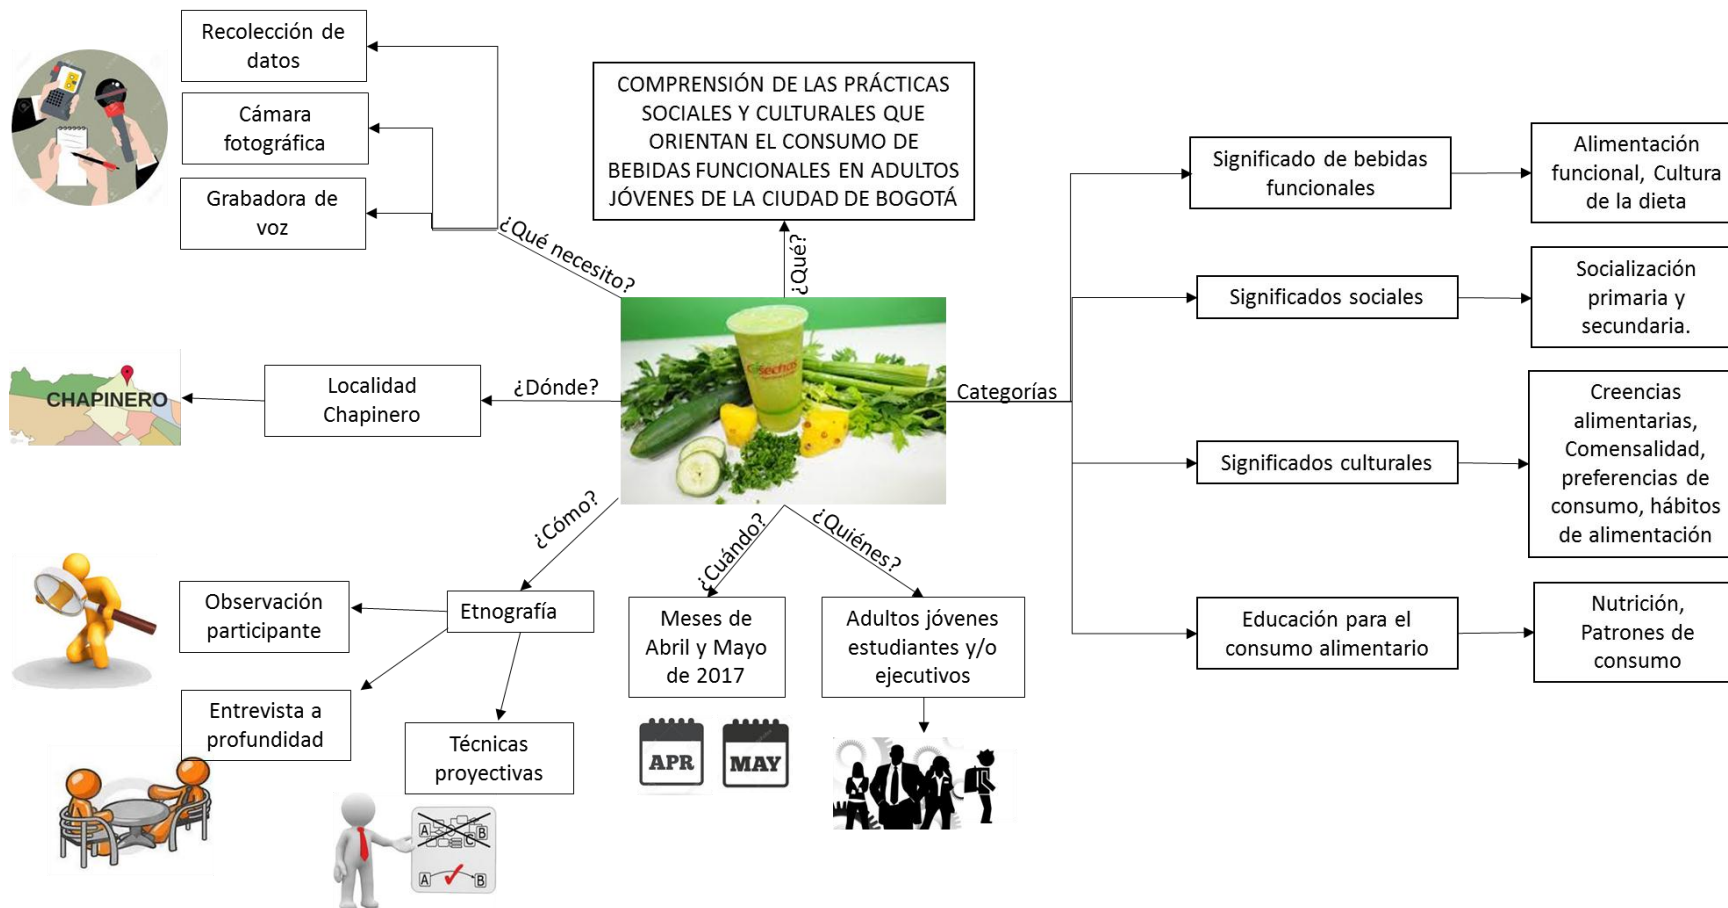 Recolección de
datos
Cámara
fotográfica
Grabadora de
voz
¿Qué necesito?
COMPRENSIÓN DE LAS PRÁCTICAS
SOCIALES Y CULTURALES QUE
ORIENTAN EL CONSUMO DE
BEBIDAS FUNCIONALES EN ADULTOS
JÓVENES DE LA CIUDAD DE BOGOTÁ
¿Qué?
CHAPINERO
Localidad
Chapinero
¿Dónde?
Categorías
Significado de bebidas
funcionales
Alimentación
funcional, Cultura
de la dieta
Significados sociales
Socialización
primaria y
secundaria.
Significados culturales
Creencias
alimentarias,
Comensalidad,
preferencias de
consumo, hábitos
de alimentación
Educación para el
consumo alimentario
Nutrición,
Patrones de
consumo
¿Cómo?
Etnografía
Observación
participante
Entrevista a
profundidad
Técnicas
proyectivas
A
B
C
A
B
¿Cuándo?
Meses de
Abril y Mayo
de 2017
APR
MAY
¿Quiénes?
Adultos jóvenes
estudiantes y/o
ejecutivos